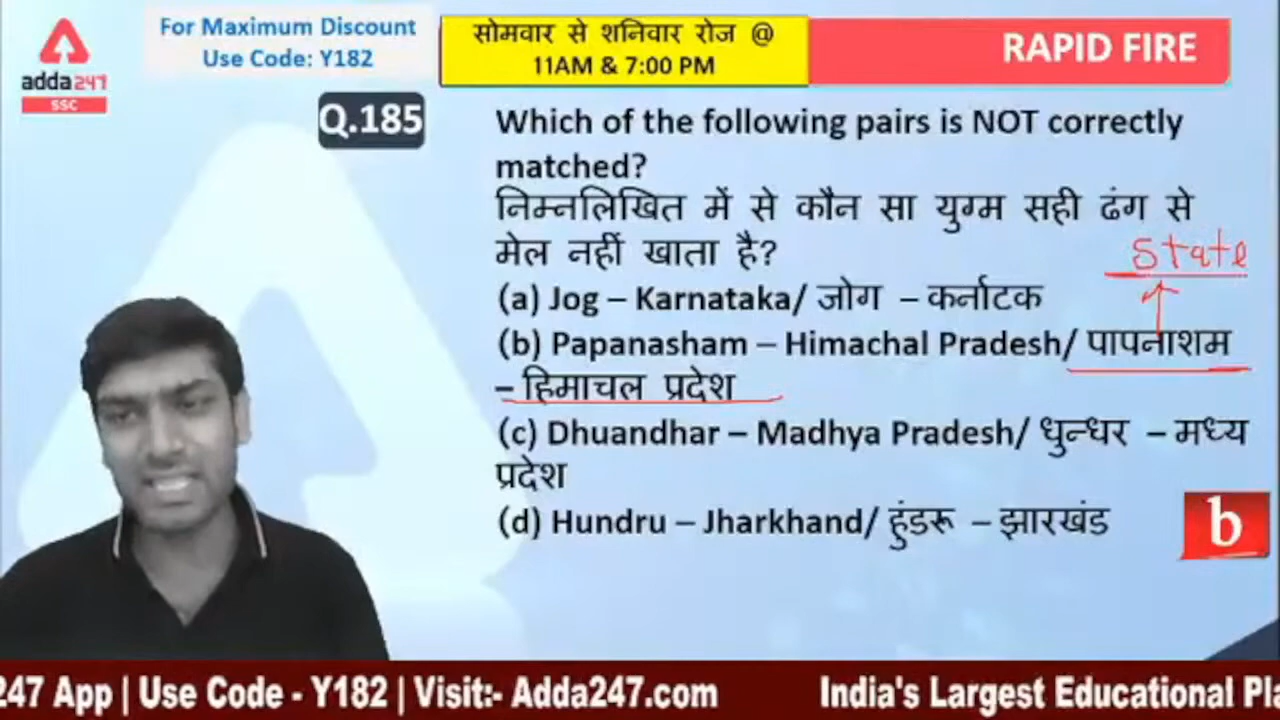 For Maximum Discount
Use Code: Y182
सोमवार से शनिवार रोज @
11AM & 7:00 PM
RAPID FIRE
adda247
SSC
Q.185
Which of the following pairs is NOT correctly
matched?
निम्नलिखित में से कौन सा युग्म सही ढंग से
मेल नहीं खाता है?
State
(a) Jog – Karnataka/ जोग – कर्नाटक
(b) Papanasham – Himachal Pradesh/ पापनाशम
– हिमाचल प्रदेश
(c) Dhuandhar – Madhya Pradesh/ धुन्धर – मध्य
प्रदेश
(d) Hundru – Jharkhand/ हुंडरू – झारखंड
b
247 App | Use Code - Y182 | Visit:- Adda247.com India's Largest Educational Pla